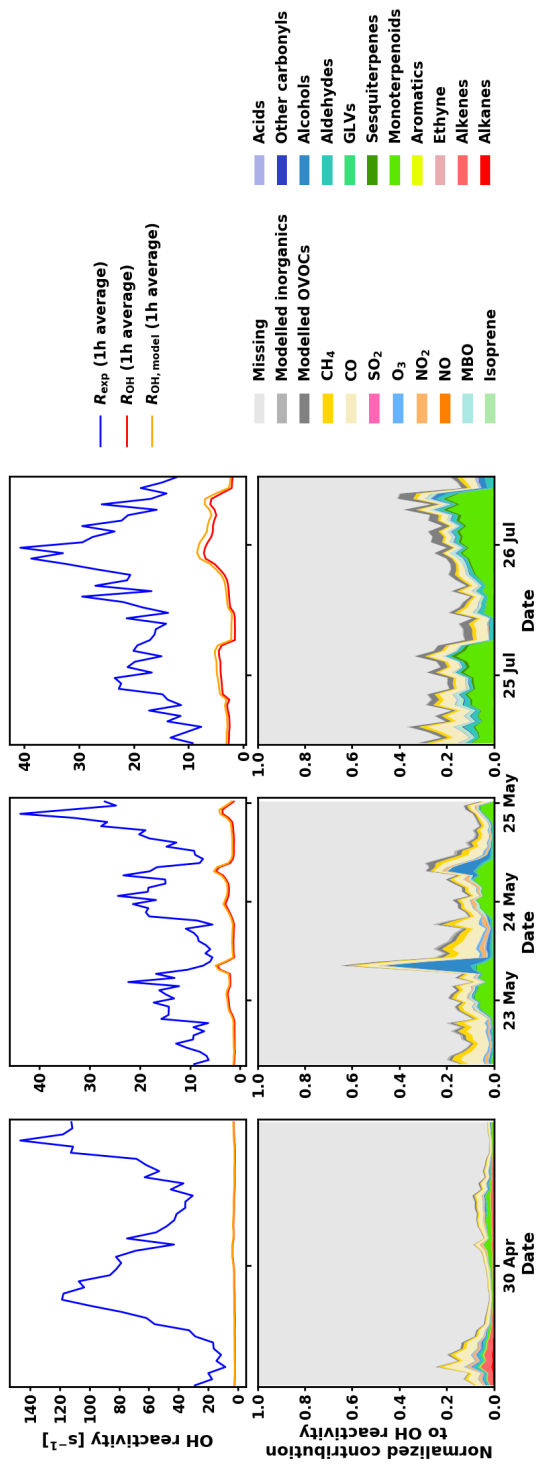 OH reactivity [s⁻¹]
140
120
100
80
60
40
20
0
40
30
20
10
0
40
30
20
10
0
R_exp (1h average)
R_OH (1h average)
R_OH, model (1h average)
Normalized contribution
to OH reactivity
1.0
0.8
0.6
0.4
0.2
0.0
30 Apr
Date
1.0
0.8
0.6
0.4
0.2
0.0
23 May
24 May
25 May
Date
1.0
0.8
0.6
0.4
0.2
0.0
25 Jul
26 Jul
Date
Missing
Modelled inorganics
Modelled OVOCs
CH₄
CO
SO₂
O₃
NO₂
NO
MBO
Isoprene
Acids
Other carbonyls
Alcohols
Aldehydes
GLVs
Sesquiterpenes
Monoterpenoids
Aromatics
Ethyne
Alkenes
Alkanes